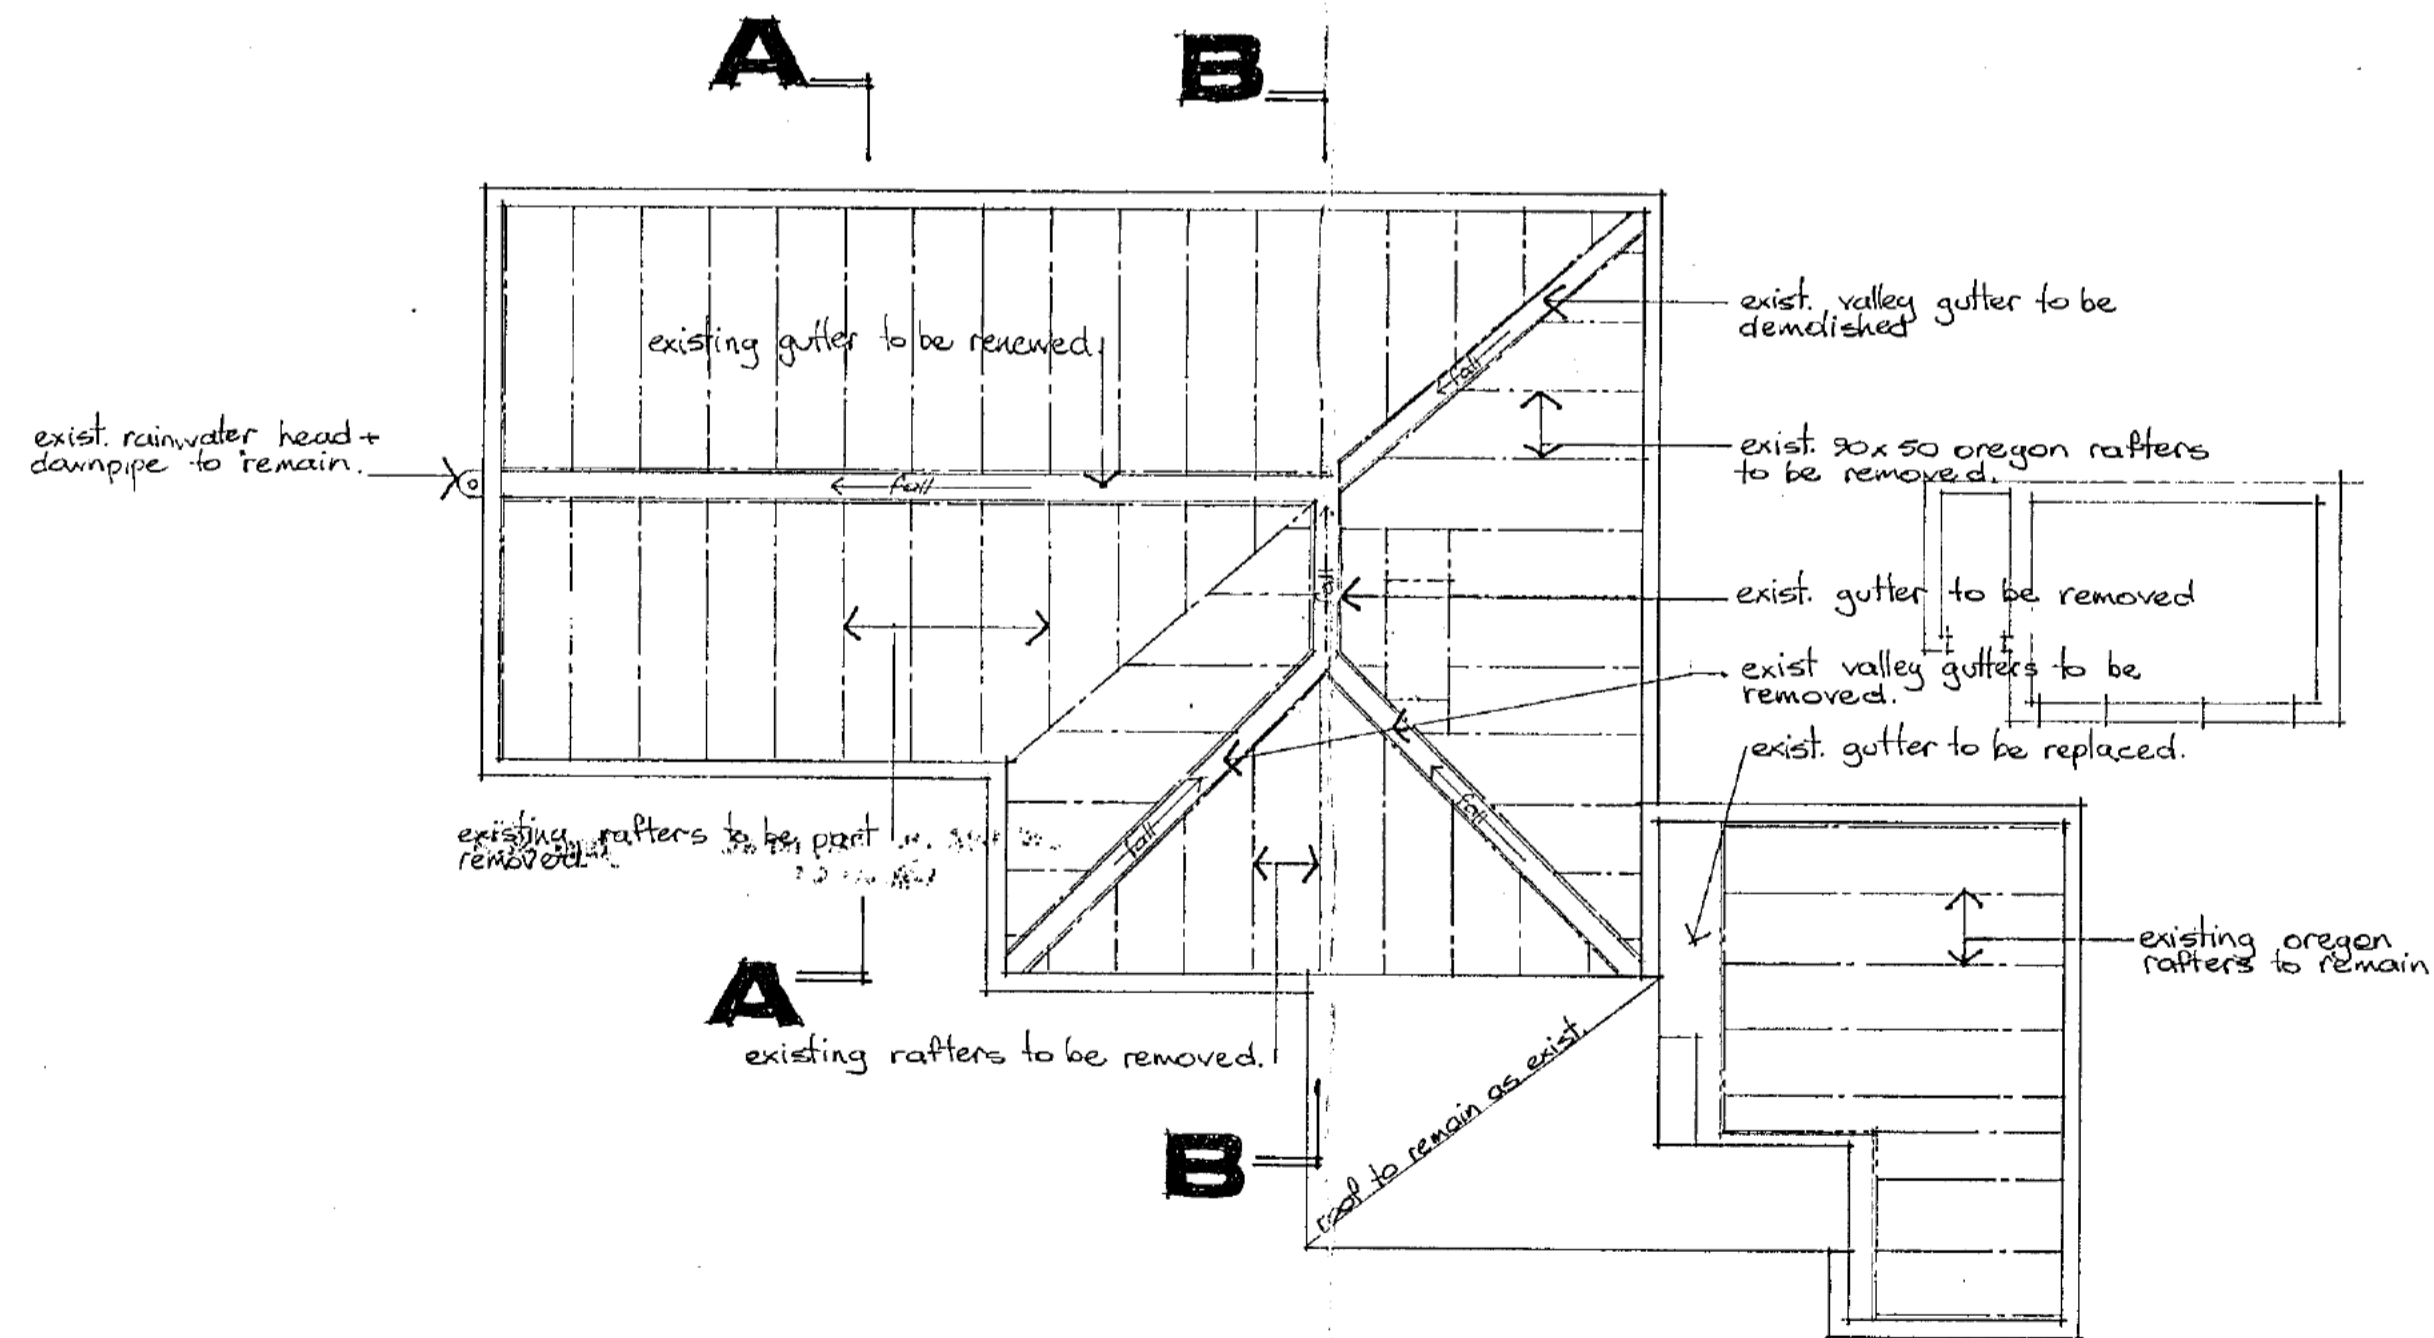 A
B
existing gutter to be renewed
exist. valley gutter to be
demolished
fall
exist. rainwater head +
downpipe to remain.
fall
exist. 90x50 oregon rafters
to be removed.
fall
exist. gutter to be removed
exist valley gutters to be
removed.
exist. gutter to be replaced.
existing rafters to be part
removed.
fall
fall
existing oregon
rafters to remain
A
existing rafters to be removed.
roof to remain as exist.
B